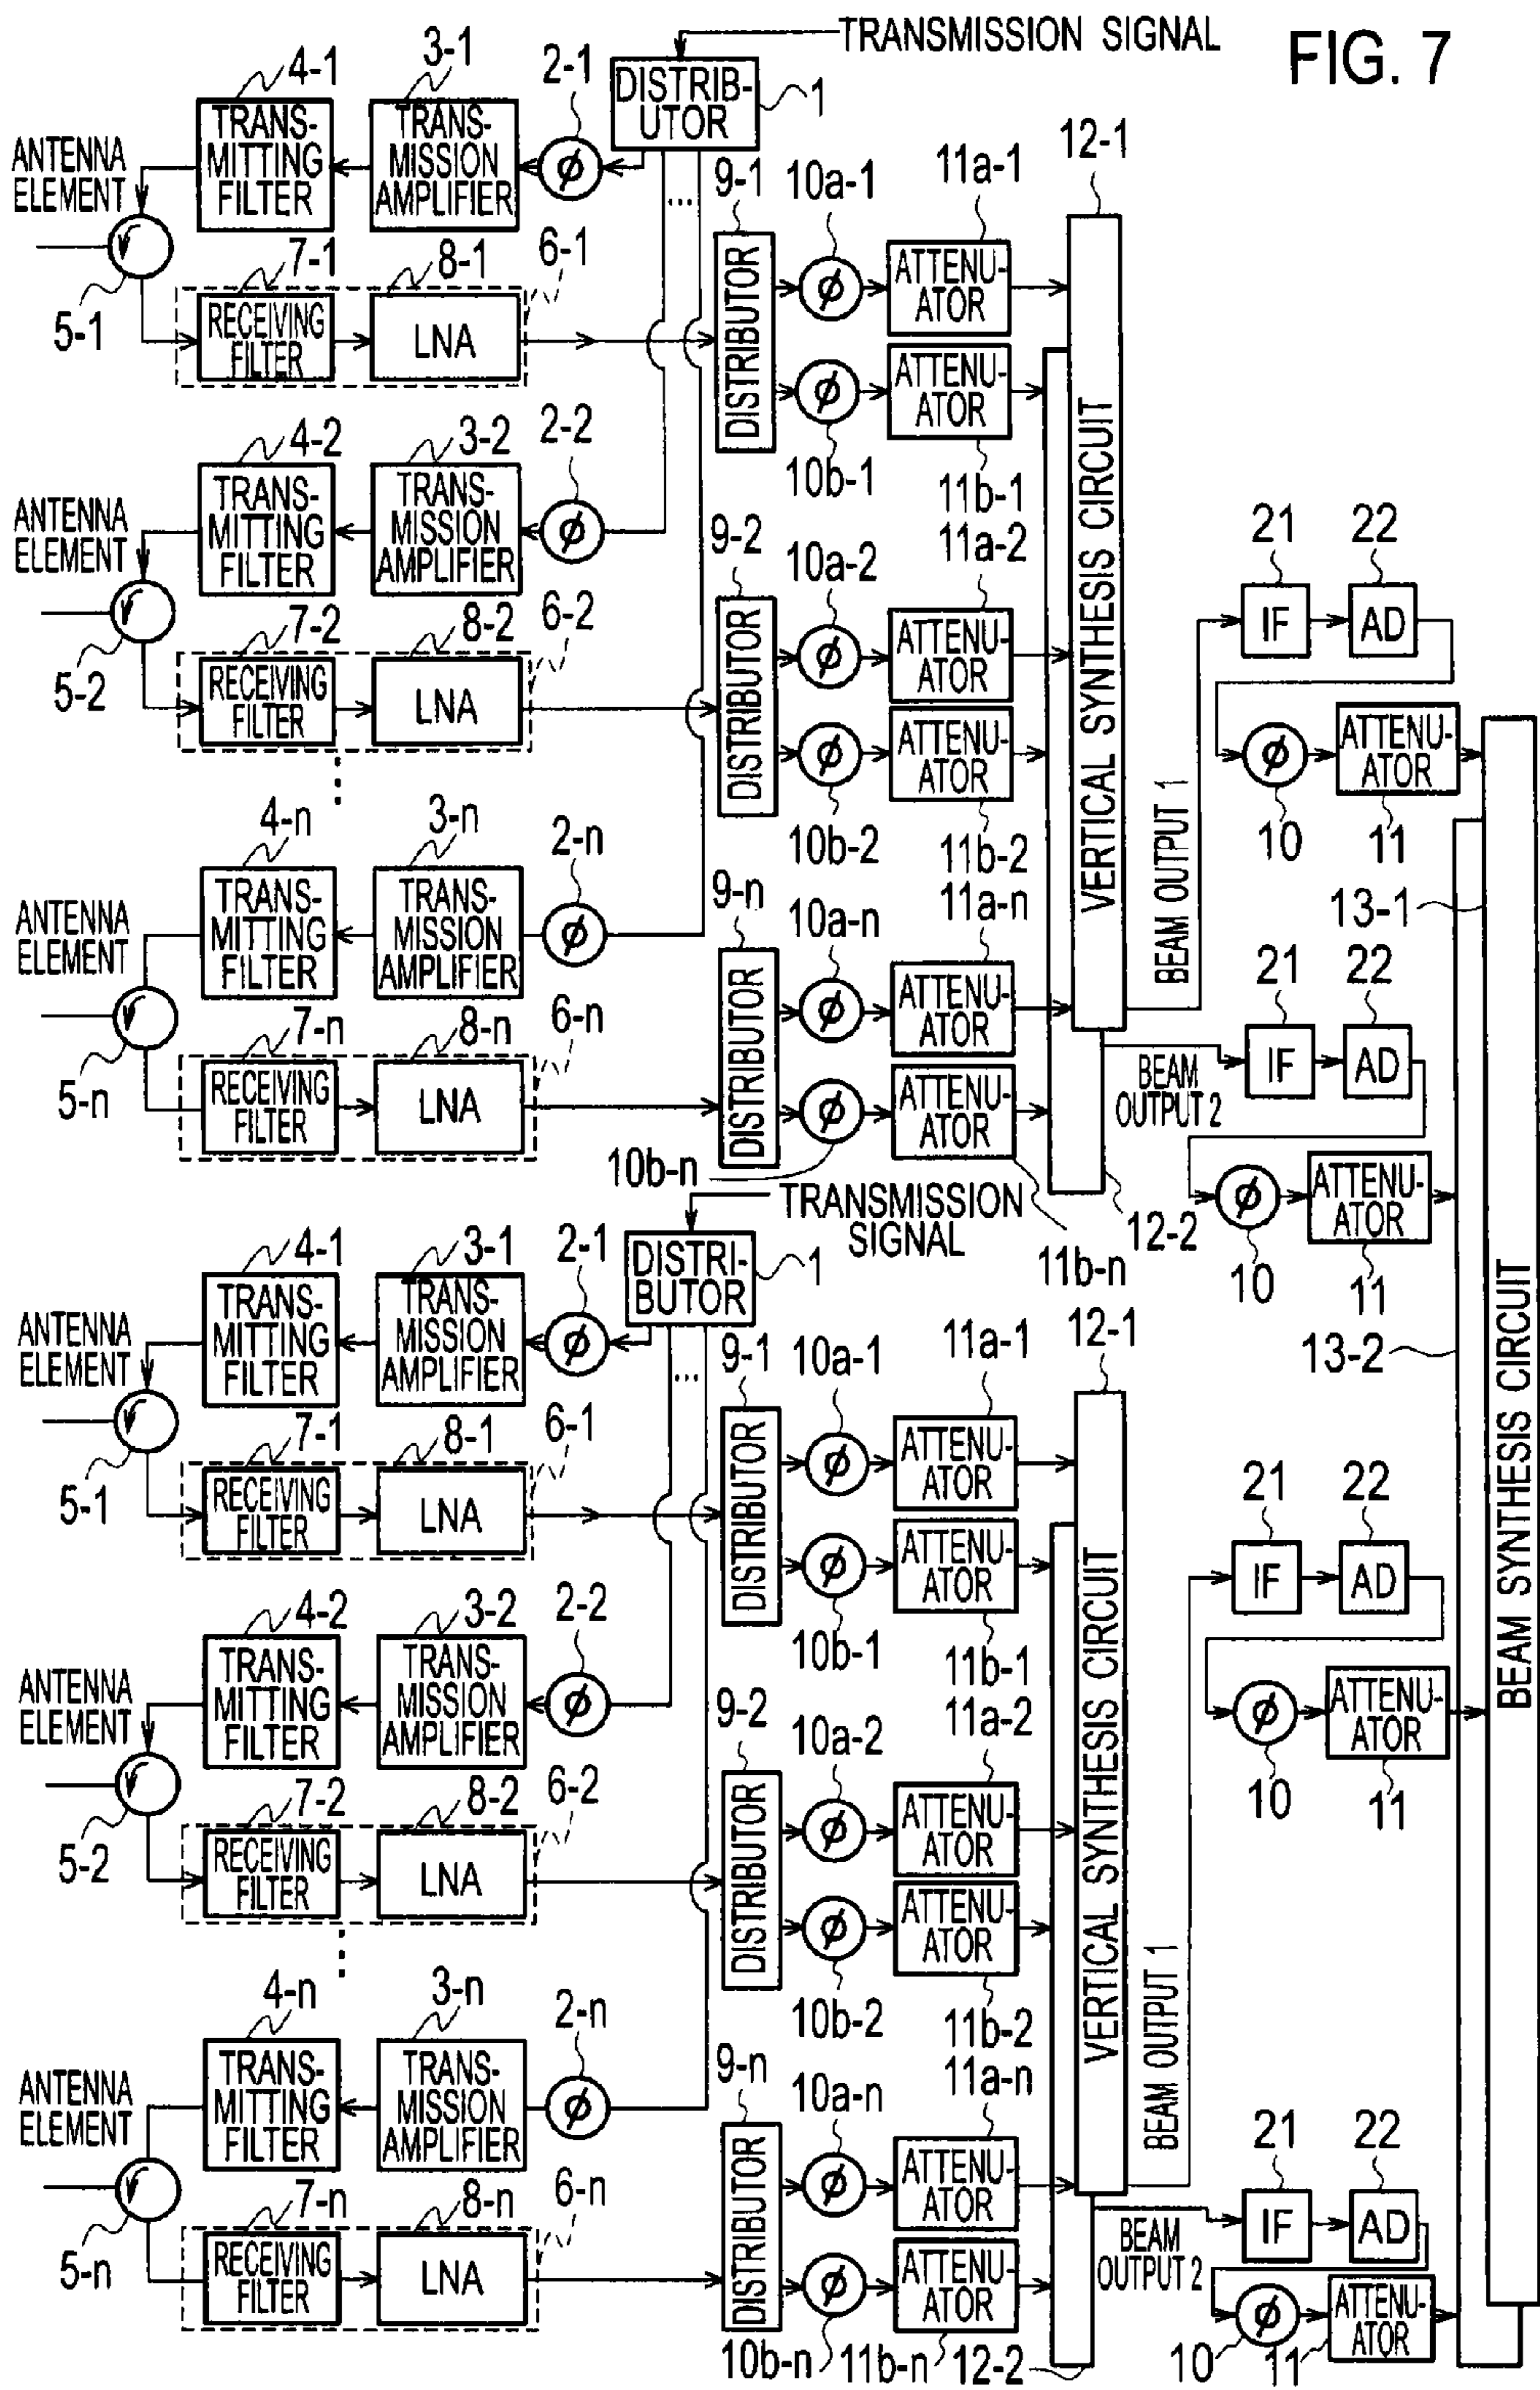 FIG. 7
TRANSMISSION SIGNAL
4-1
3-1
2-1
DISTRIB-
UTOR
1
ANTENNA
ELEMENT
TRANS-
MITTING
FILTER
TRANS-
MISSION
AMPLIFIER
ϕ
...
5-1
7-1
8-1
6-1
RECEIVING
FILTER
LNA
9-1
DISTRIBUTOR
10a-1
ϕ
11a-1
ATTENU-
ATOR
12-1
ϕ
10b-1
ATTENU-
ATOR
11b-1
VERTICAL SYNTHESIS CIRCUIT
4-2
3-2
2-2
ANTENNA
ELEMENT
TRANS-
MITTING
FILTER
TRANS-
MISSION
AMPLIFIER
ϕ
5-2
7-2
8-2
6-2
RECEIVING
FILTER
LNA
9-2
DISTRIBUTOR
10a-2
ϕ
11a-2
ATTENU-
ATOR
ϕ
10b-2
ATTENU-
ATOR
11b-2
BEAM OUTPUT 1
21
22
IF
AD
ϕ
10
ATTENU-
ATOR
11
4-n
3-n
2-n
ANTENNA
ELEMENT
TRANS-
MITTING
FILTER
TRANS-
MISSION
AMPLIFIER
ϕ
5-n
7-n
8-n
6-n
RECEIVING
FILTER
LNA
9-n
DISTRIBUTOR
10a-n
ϕ
11a-n
ATTENU-
ATOR
ϕ
10b-n
ATTENU-
ATOR
11b-n
12-2
BEAM
OUTPUT 2
21
22
IF
AD
ϕ
10
ATTENU-
ATOR
11
13-1
13-2
BEAM SYNTHESIS CIRCUIT
TRANSMISSION
SIGNAL
4-1
3-1
2-1
DISTRI-
BUTOR
1
ANTENNA
ELEMENT
TRANS-
MITTING
FILTER
TRANS-
MISSION
AMPLIFIER
ϕ
...
5-1
7-1
8-1
6-1
RECEIVING
FILTER
LNA
9-1
DISTRIBUTOR
10a-1
ϕ
11a-1
ATTENU-
ATOR
12-1
ϕ
10b-1
ATTENU-
ATOR
11b-1
VERTICAL SYNTHESIS CIRCUIT
4-2
3-2
2-2
ANTENNA
ELEMENT
TRANS-
MITTING
FILTER
TRANS-
MISSION
AMPLIFIER
ϕ
5-2
7-2
8-2
6-2
RECEIVING
FILTER
LNA
9-2
DISTRIBUTOR
10a-2
ϕ
11a-2
ATTENU-
ATOR
ϕ
10b-2
ATTENU-
ATOR
11b-2
BEAM OUTPUT 1
21
22
IF
AD
ϕ
10
ATTENU-
ATOR
11
4-n
3-n
2-n
ANTENNA
ELEMENT
TRANS-
MITTING
FILTER
TRANS-
MISSION
AMPLIFIER
ϕ
5-n
7-n
8-n
6-n
RECEIVING
FILTER
LNA
9-n
DISTRIBUTOR
10a-n
ϕ
11a-n
ATTENU-
ATOR
ϕ
10b-n
ATTENU-
ATOR
11b-n
12-2
BEAM
OUTPUT 2
21
22
IF
AD
ϕ
10
ATTENU-
ATOR
11